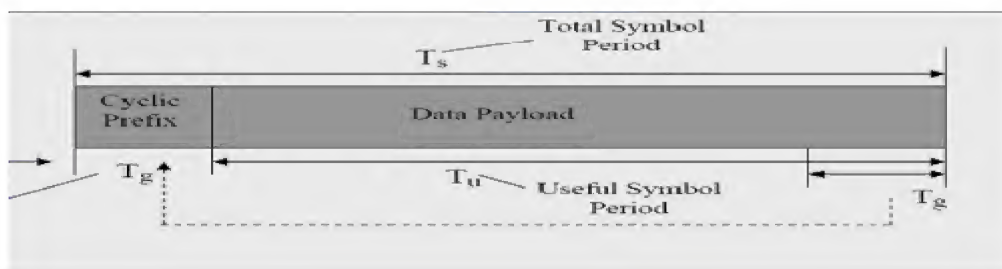 Total Symbol
Period
Ts
Cyclic
Prefix
Data Payload
Tg
Tu
Useful Symbol
Period
Tg